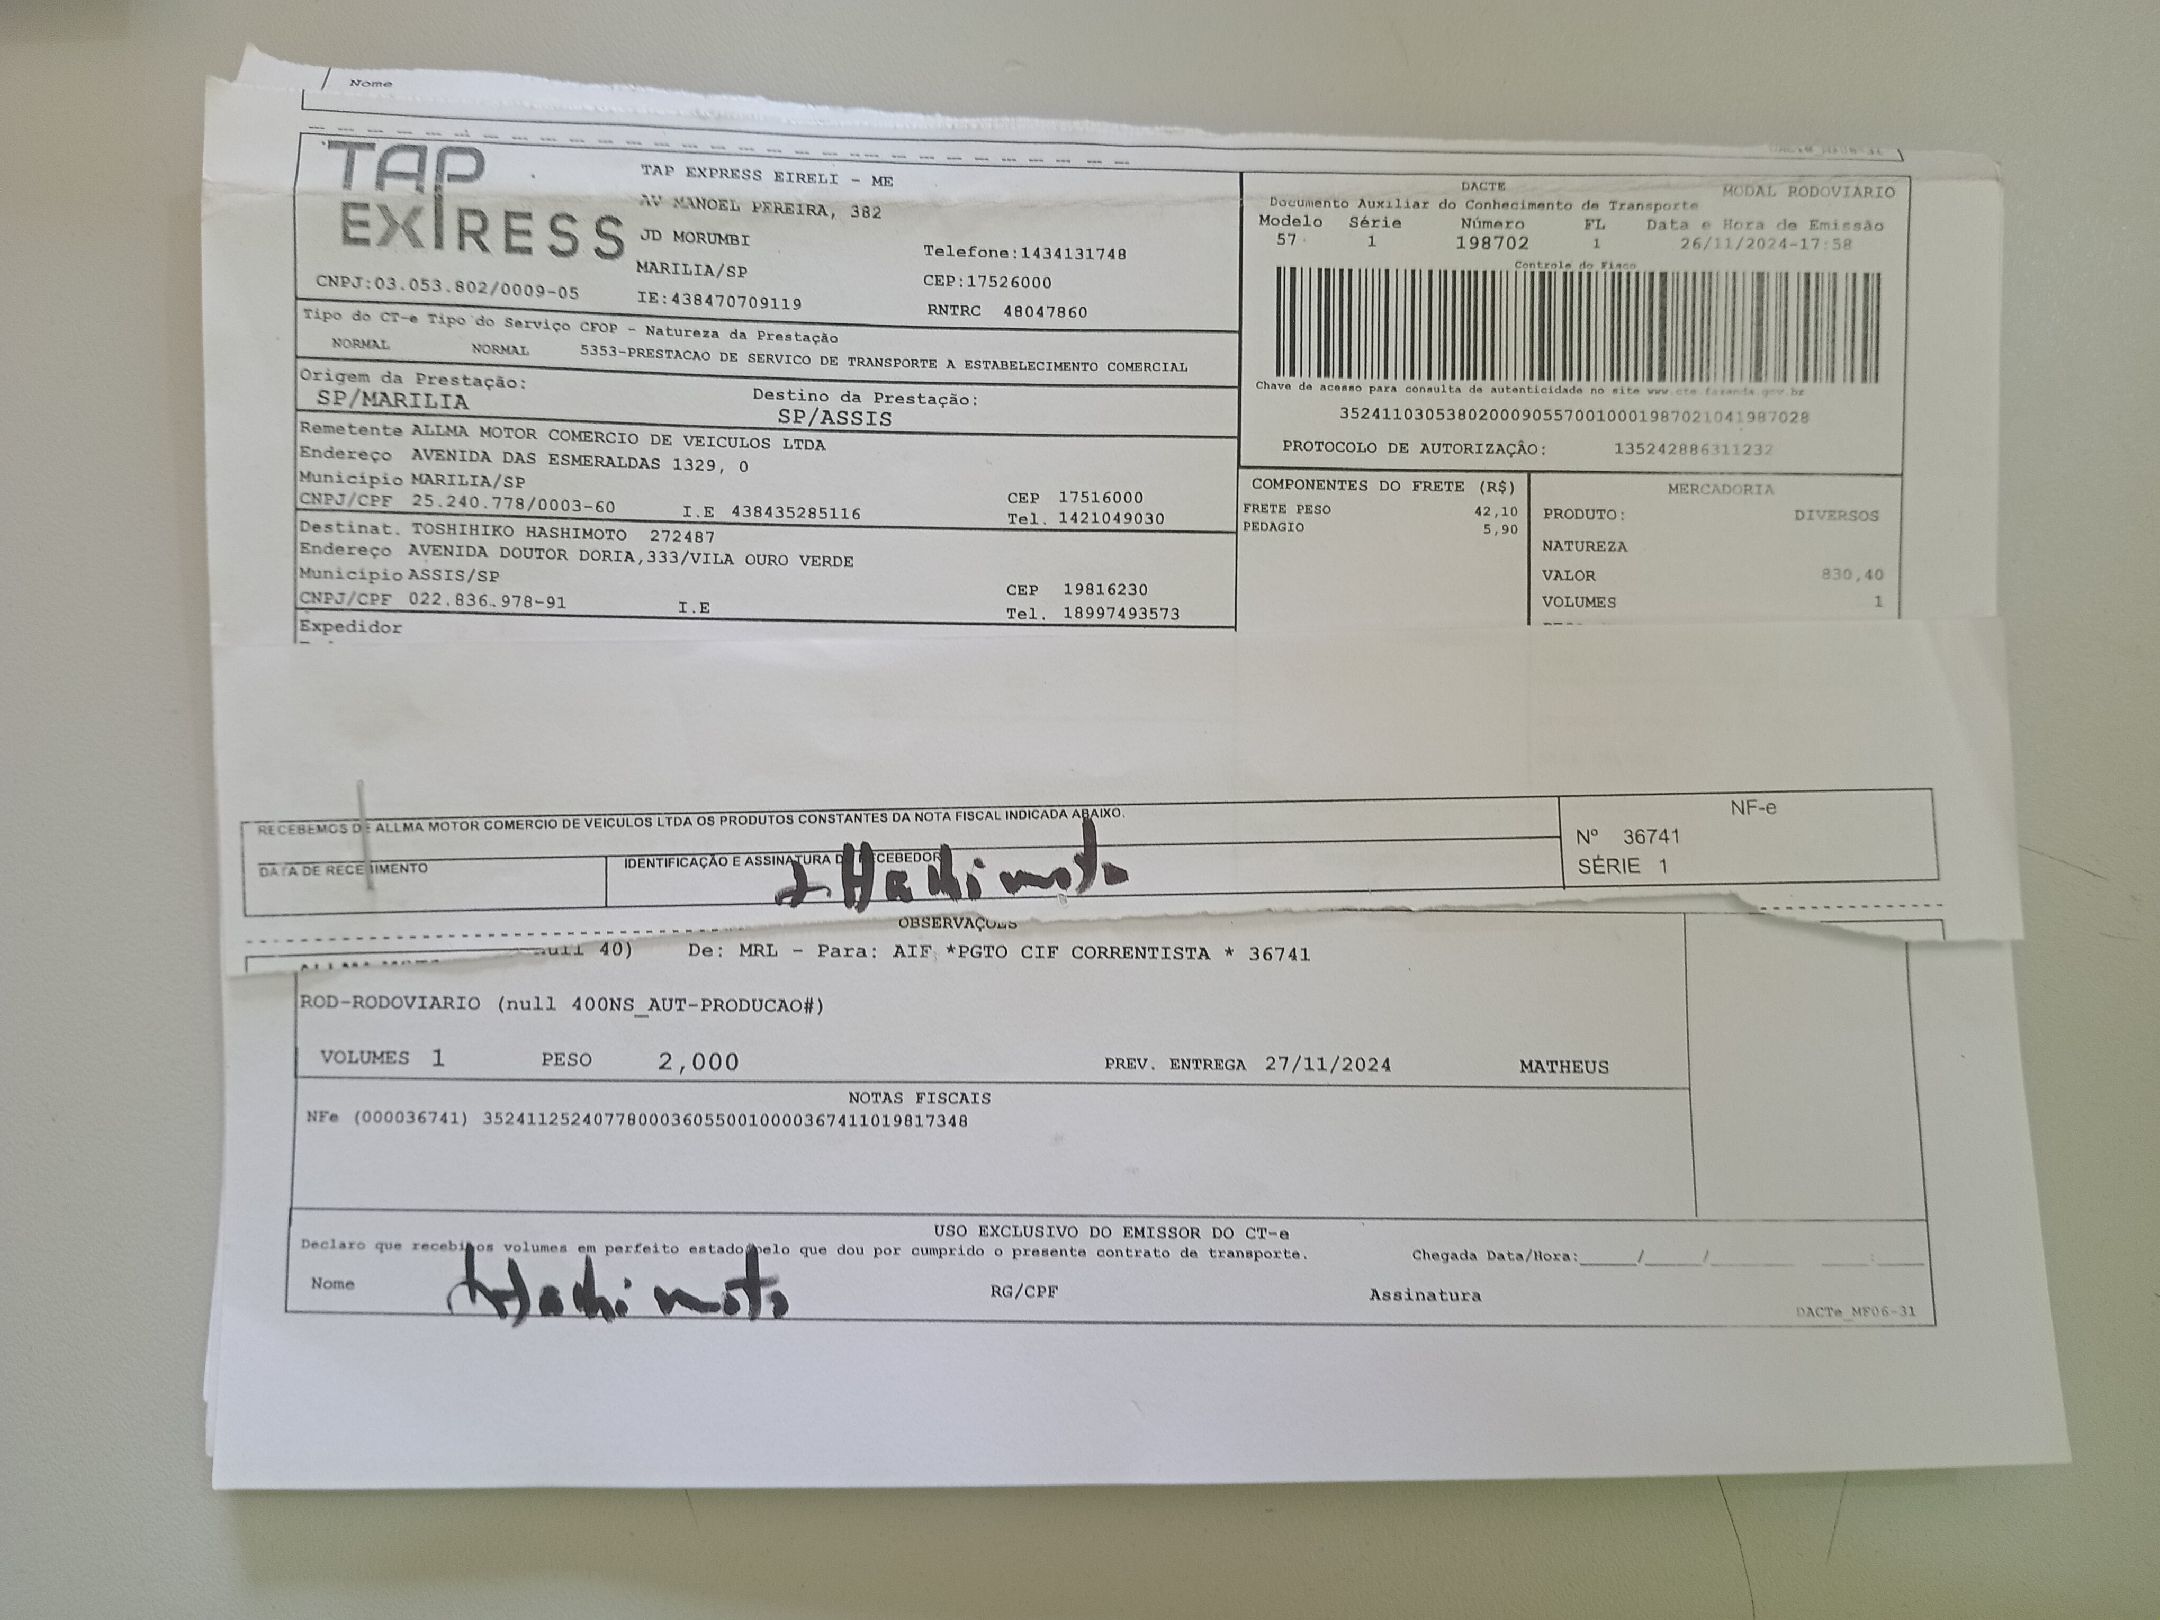 Nome
TAP
EXPRESS
TAP EXPRESS EIRELI - ME
AV MANOEL PEREIRA, 382
JD MORUMBI
Telefone:1434131748
MARILIA/SP
CEP:17526000
CNPJ:03.053.802/0009-05
IE:438470709119
RNTRC 48047860
DACTE
MODAL RODOVIARIO
Documento Auxiliar do Conhecimento de Transporte
Modelo Série Número FL Data e Hora de Emissão
57 1 198702 1 26/11/2024-17:58
Controle do Fisco
Chave de acesso para consulta de autenticidade no site www.cte.fazenda.gov.br
35241103053802000905570010001987021041987028
PROTOCOLO DE AUTORIZAÇÃO: 135242886311232
Tipo do CT-e Tipo do Serviço CFOP - Natureza da Prestação
NORMAL NORMAL 5353-PRESTACAO DE SERVICO DE TRANSPORTE A ESTABELECIMENTO COMERCIAL
Origem da Prestação: Destino da Prestação:
SP/MARILIA SP/ASSIS
Remetente ALLMA MOTOR COMERCIO DE VEICULOS LTDA
Endereço AVENIDA DAS ESMERALDAS 1329, 0
Município MARILIA/SP CEP 17516000
CNPJ/CPF 25.240.778/0003-60 I.E 438435285116 Tel. 1421049030
Destinat. TOSHIHIKO HASHIMOTO 272487
Endereço AVENIDA DOUTOR DORIA,333/VILA OURO VERDE
Município ASSIS/SP CEP 19816230
CNPJ/CPF 022.836.978-91 I.E Tel. 18997493573
Expedidor
COMPONENTES DO FRETE (R$)
FRETE PESO 42,10
PEDAGIO 5,90
MERCADORIA
PRODUTO: DIVERSOS
NATUREZA
VALOR 830,40
VOLUMES 1
RECEBEMOS DE ALLMA MOTOR COMERCIO DE VEICULOS LTDA OS PRODUTOS CONSTANTES DA NOTA FISCAL INDICADA ABAIXO.
DATA DE RECEBIMENTO
IDENTIFICAÇÃO E ASSINATURA DO RECEBEDOR
Hashimoto
NF-e
Nº 36741
SÉRIE 1
OBSERVAÇÕES
40) De: MRL - Para: AIF *PGTO CIF CORRENTISTA * 36741
ROD-RODOVIARIO (null 400NS_AUT-PRODUCAO#)
VOLUMES 1 PESO 2,000 PREV. ENTREGA 27/11/2024 MATHEUS
NOTAS FISCAIS
NFe (000036741) 35241125240778000360550010000367411019817348
USO EXCLUSIVO DO EMISSOR DO CT-e
Declaro que recebi os volumes em perfeito estado pelo que dou por cumprido o presente contrato de transporte. Chegada Data/Hora:____/____/______ ____:____
Nome Hashimoto RG/CPF Assinatura
DACTe_MF06-31